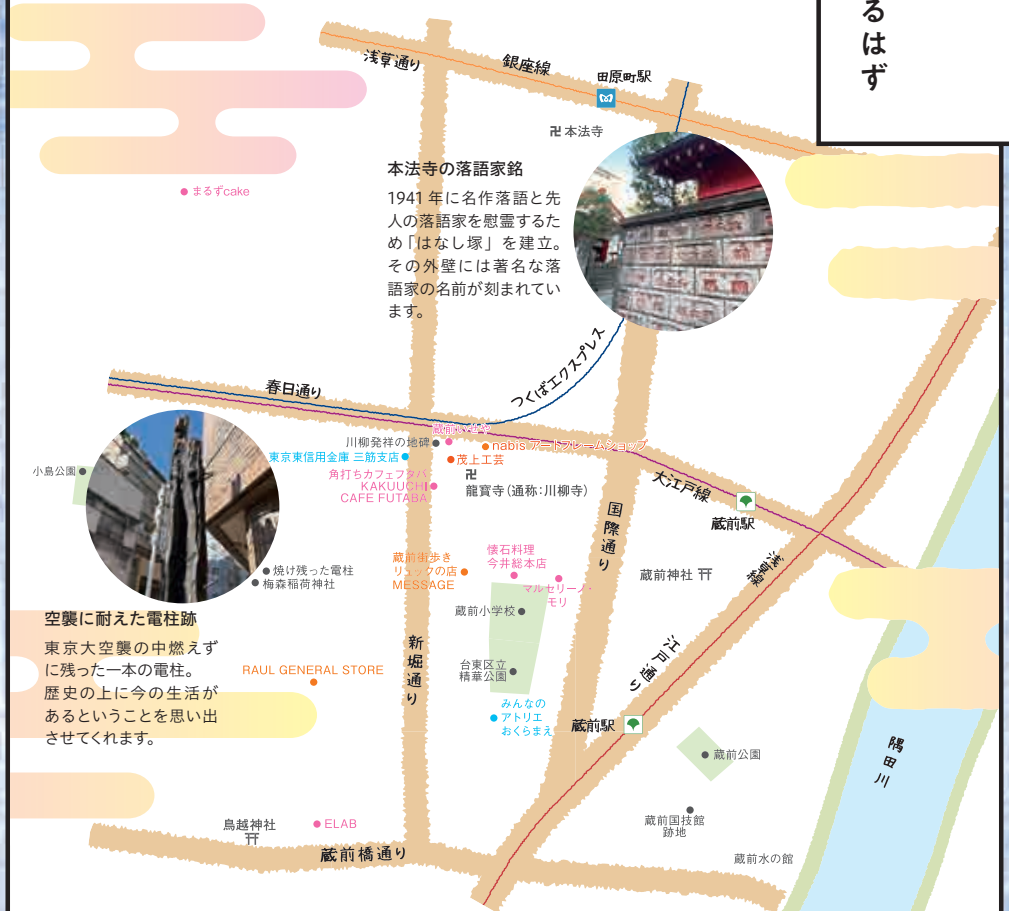 るはず
浅草通り
銀座線
田原町駅
卍 本法寺
まるずcake
本法寺の落語家銘
1941 年に名作落語と先
人の落語家を慰霊するた
め「はなし塚」を建立。
その外壁には著名な落
語家の名前が刻まれてい
ます。
つくばエクスプレス
春日通り
蔵前いせや
川柳発祥の地碑
nabis アートフレームショップ
東京東信用金庫 三筋支店
茂上工芸
小島公園
角打ちカフェフタバ
KAKUUCHI
CAFE FUTABA
卍
龍寳寺（通称：川柳寺）
大江戸線
蔵前駅
国際通り
浅草線
蔵前街歩き
リュックの店
MESSAGE
懐石料理
今井総本店
マルセリーノ・
モリ
蔵前神社
焼け残った電柱
梅森稲荷神社
蔵前小学校
空襲に耐えた電柱跡
東京大空襲の中燃えず
に残った一本の電柱。
歴史の上に今の生活が
あるということを思い出
させてくれます。
RAUL GENERAL STORE
新堀通り
台東区立
精華公園
江戸通り
みんなの
アトリエ
おくらまえ
蔵前駅
蔵前公園
隅田川
蔵前国技館
跡地
鳥越神社
ELAB
蔵前橋通り
蔵前水の館